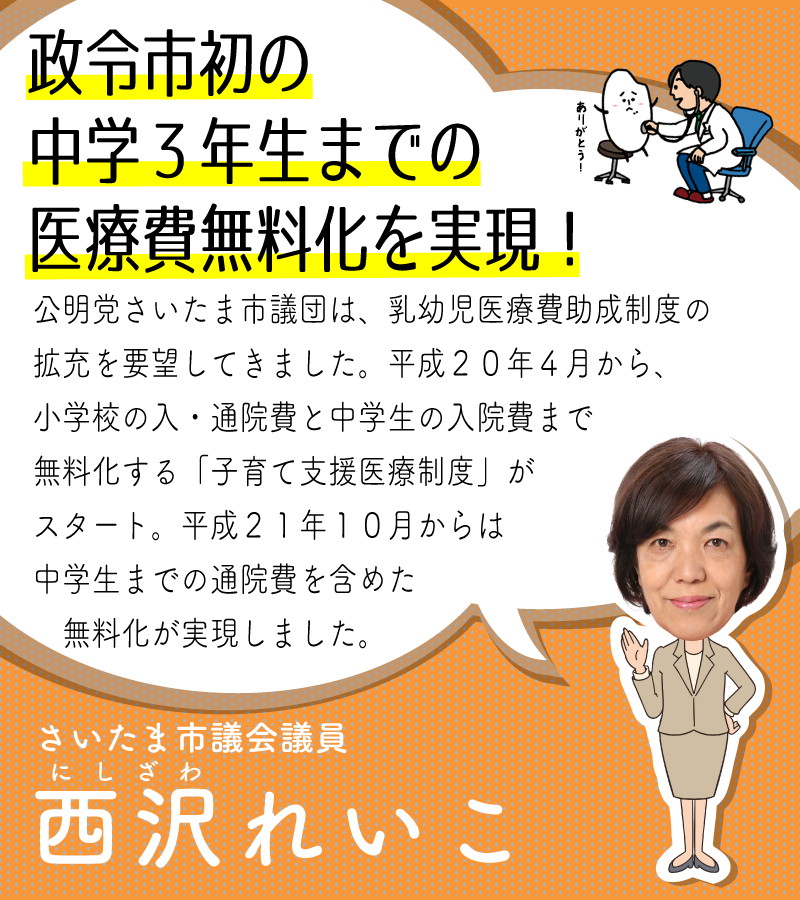 政令市初の
中学３年生までの
医療費無料化を実現！
ありがとう！
公明党さいたま市議団は、乳幼児医療費助成制度の
拡充を要望してきました。平成２０年４月から、
小学校の入・通院費と中学生の入院費まで
無料化する「子育て支援医療制度」が
スタート。平成２１年１０月からは
中学生までの通院費を含めた
無料化が実現しました。
さいたま市議会議員
にしざわ
西沢れいこ